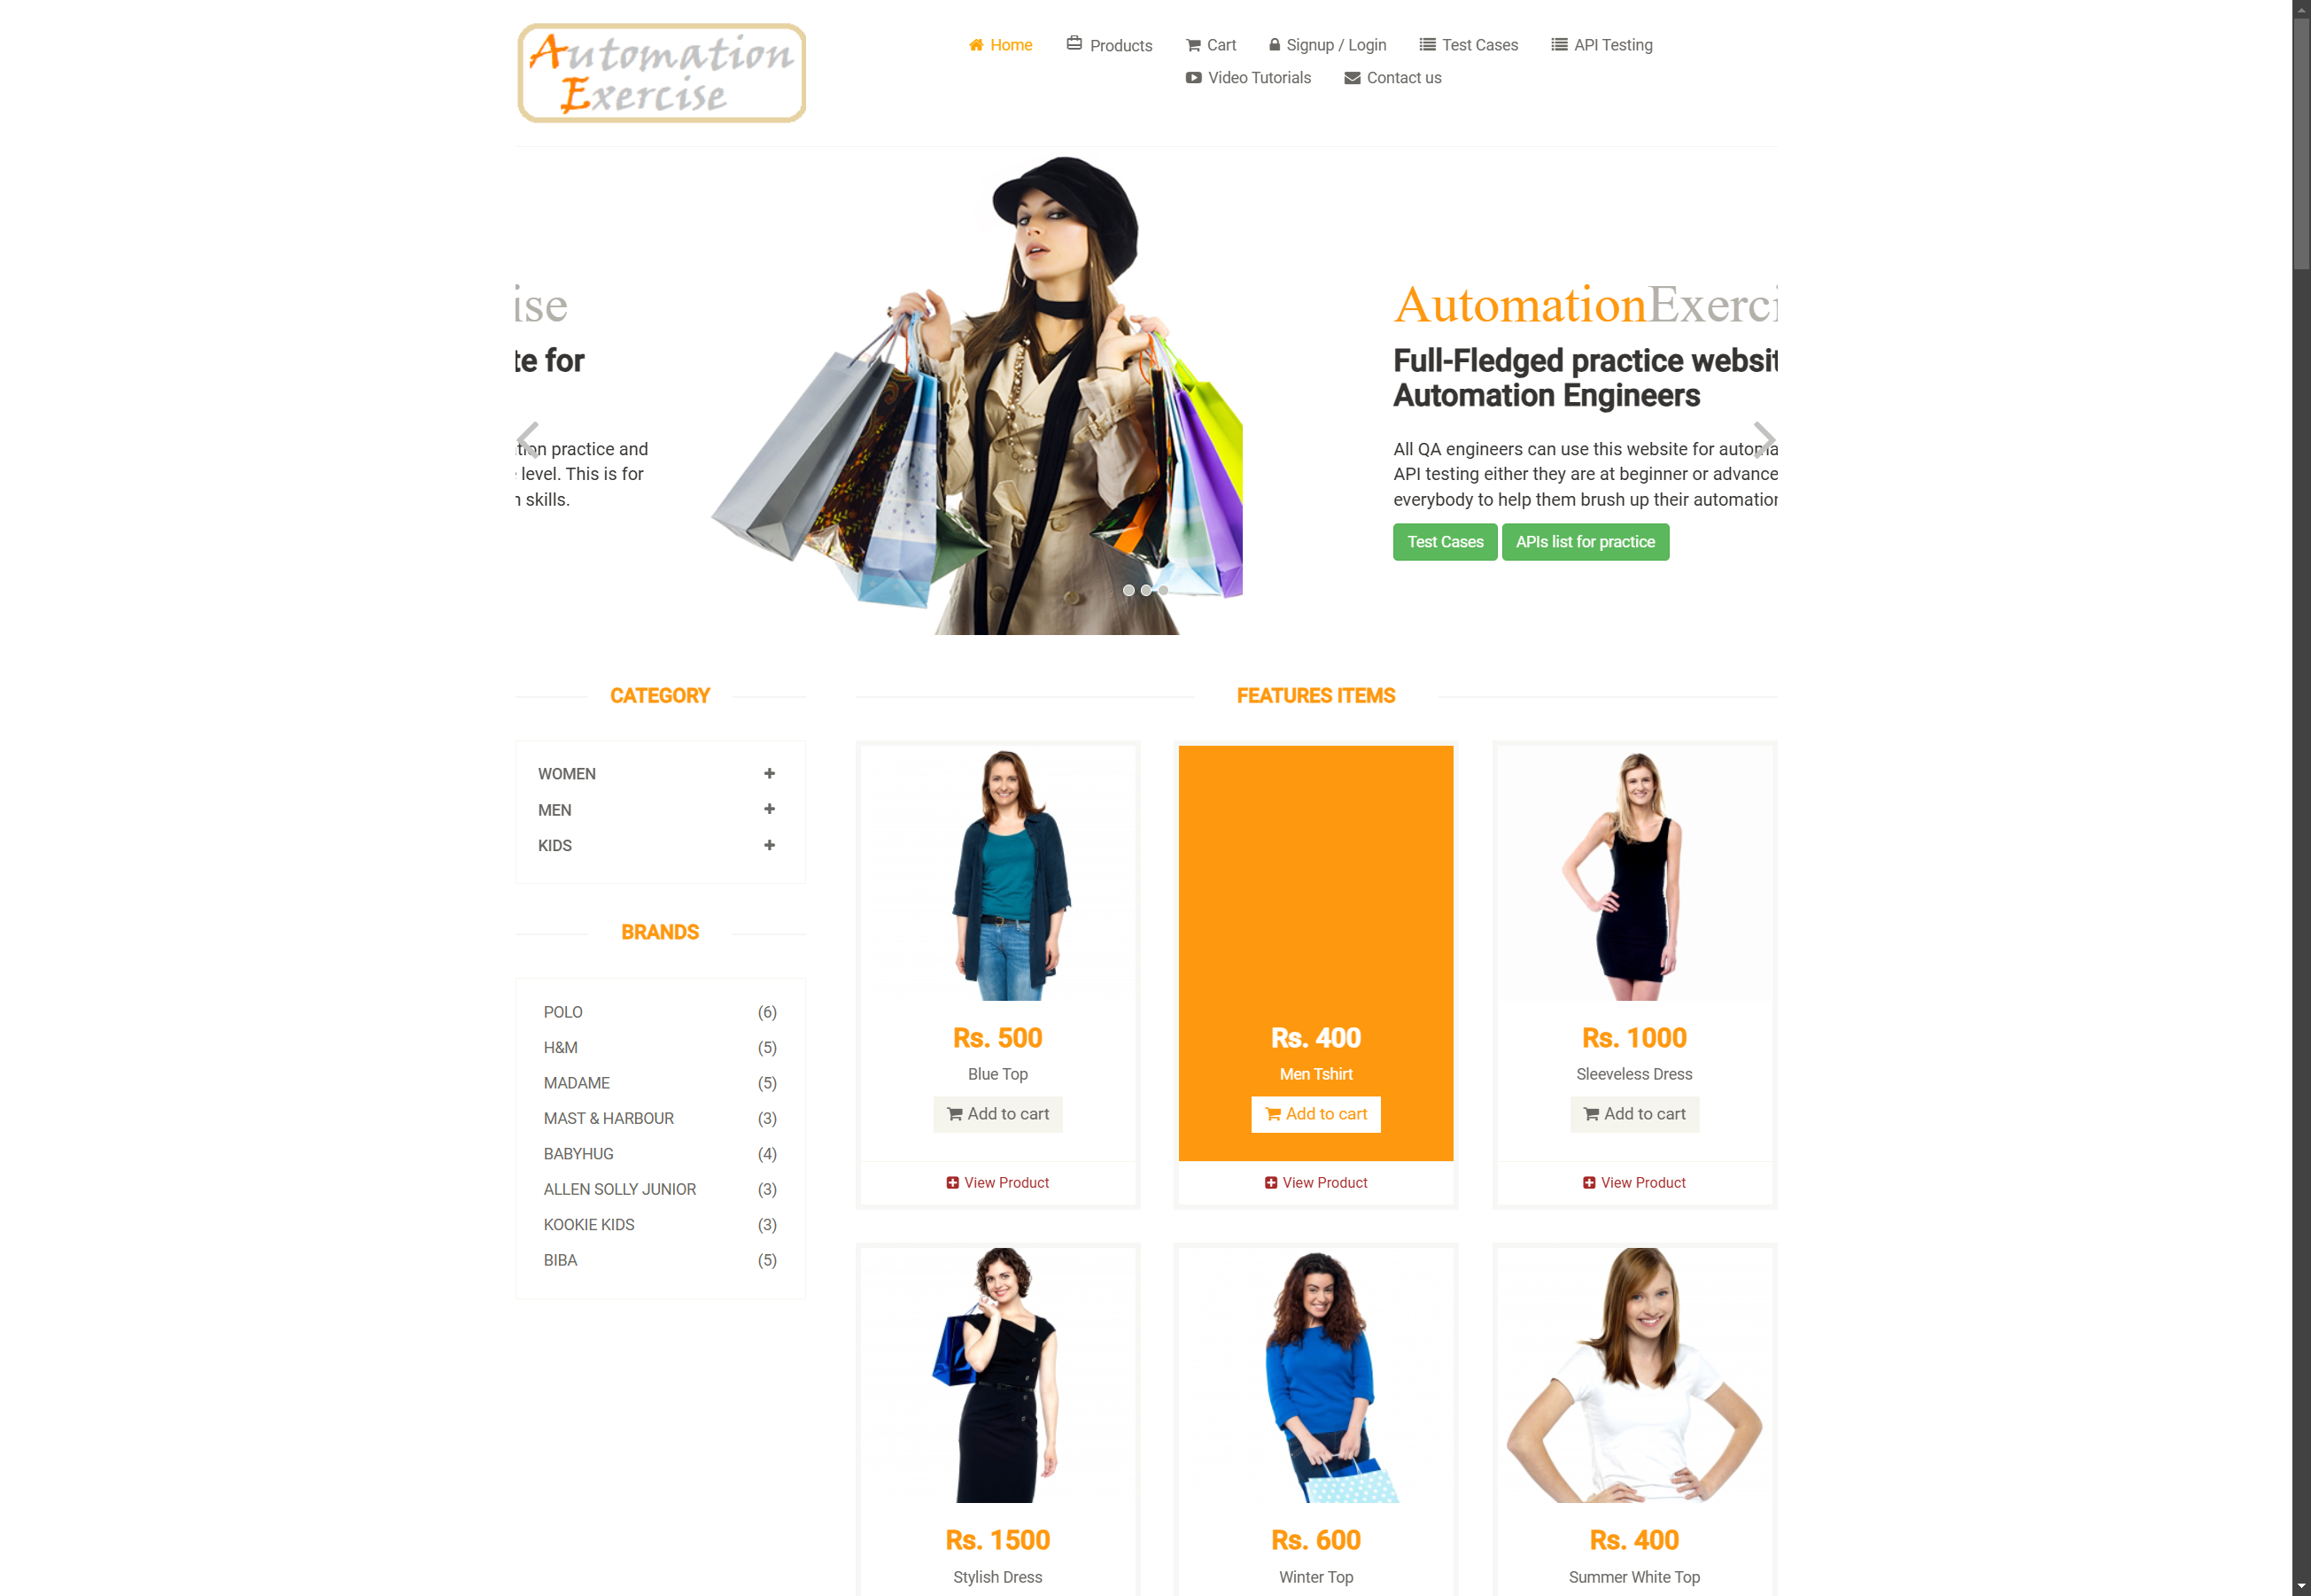 Automation
Exercise
Home
Products
Cart
Signup / Login
Test Cases
API Testing
Video Tutorials
Contact us
ise
te for
practice and
level. This is for
skills.
AutomationExerci
Full-Fledged practice websit
Automation Engineers
All QA engineers can use this website for automa
API testing either they are at beginner or advance
everybody to help them brush up their automation
Test Cases
APIs list for practice
CATEGORY
WOMEN
MEN
KIDS
BRANDS
POLO (6)
H&M (5)
MADAME (5)
MAST & HARBOUR (3)
BABYHUG (4)
ALLEN SOLLY JUNIOR (3)
KOOKIE KIDS (3)
BIBA (5)
FEATURES ITEMS
Rs. 500
Blue Top
Add to cart
View Product
Rs. 400
Men Tshirt
Add to cart
View Product
Rs. 1000
Sleeveless Dress
Add to cart
View Product
Rs. 1500
Stylish Dress
Rs. 600
Winter Top
Rs. 400
Summer White Top